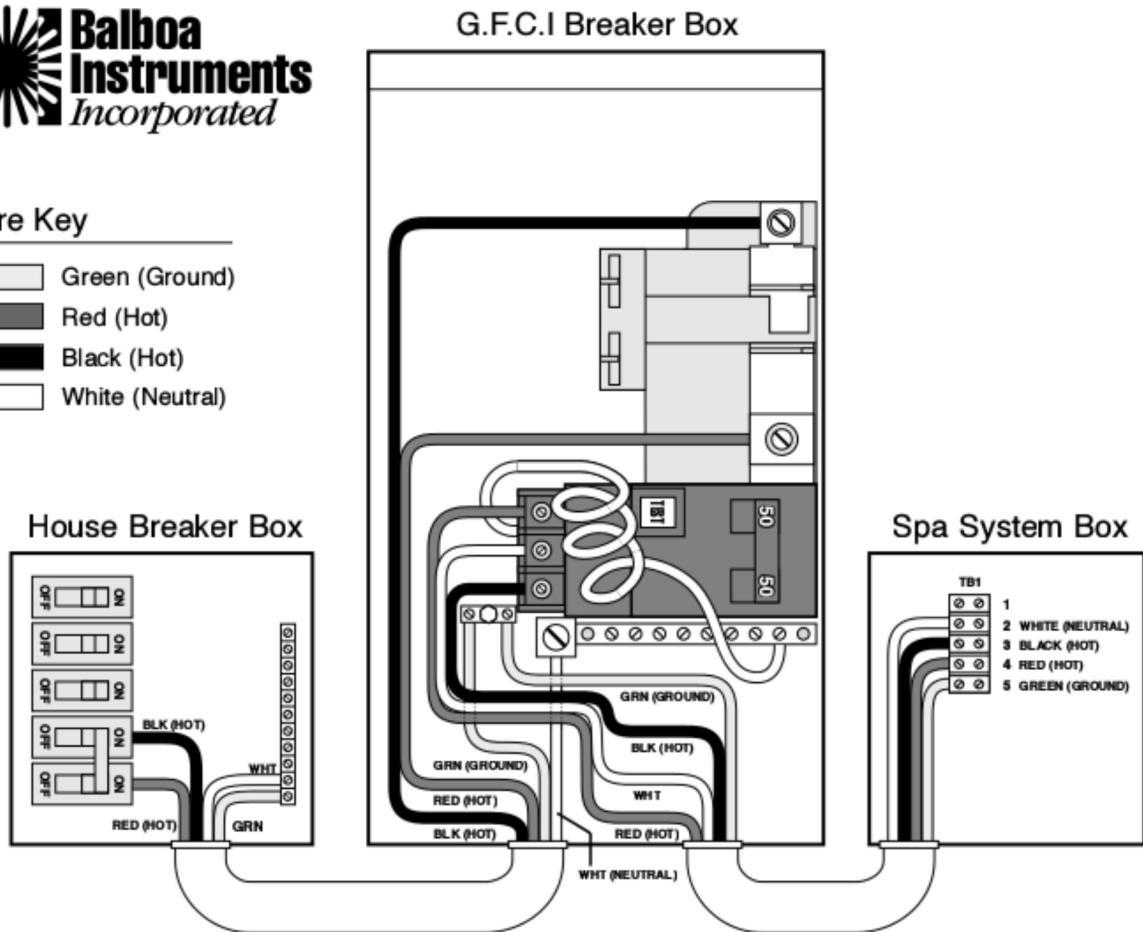 Balboa
Instruments
Incorporated
G.F.C.I Breaker Box
re Key
Green (Ground)
Red (Hot)
Black (Hot)
White (Neutral)
House Breaker Box
OFF ON
OFF ON
OFF ON
OFF ON
OFF ON
BLK (HOT)
WHT
RED (HOT)
GRN
TBT
50
50
GRN (GROUND)
BLK (HOT)
GRN (GROUND)
WHT
RED (HOT)
BLK (HOT)
RED (HOT)
WHT (NEUTRAL)
Spa System Box
TB1
1
2 WHITE (NEUTRAL)
3 BLACK (HOT)
4 RED (HOT)
5 GREEN (GROUND)